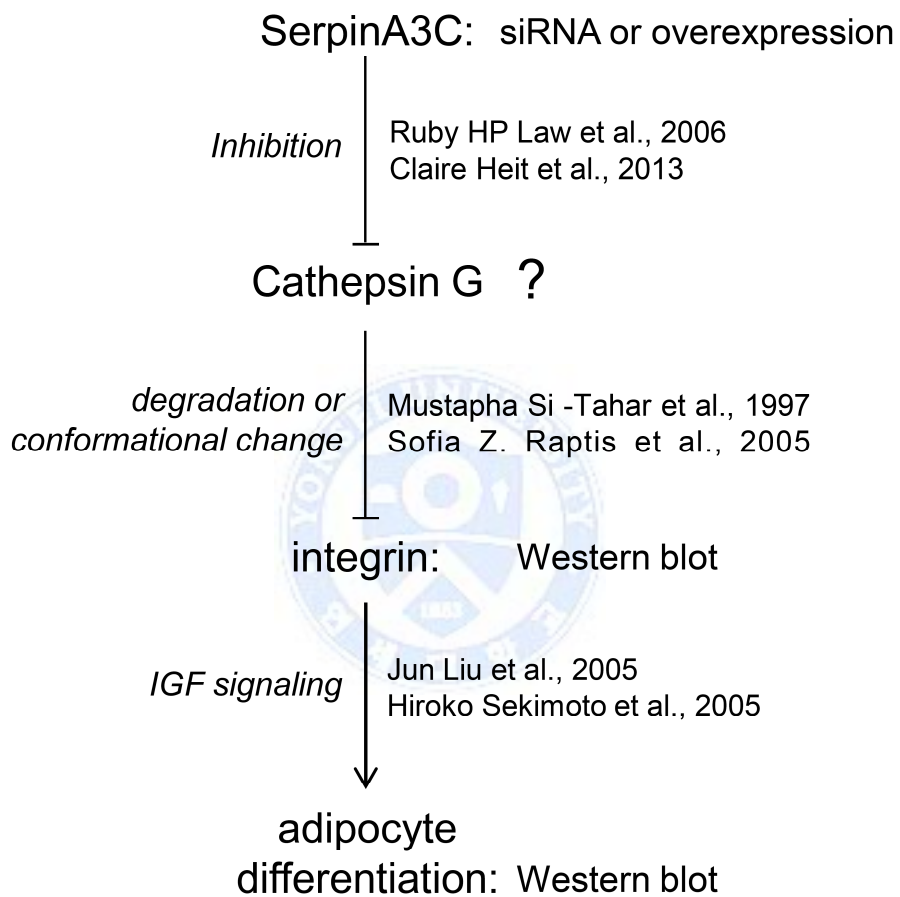 SerpinA3C: siRNA or overexpression
Inhibition
Ruby HP Law et al., 2006
Claire Heit et al., 2013
Cathepsin G ?
degradation or
conformational change
Mustapha Si -Tahar et al., 1997
Sofia Z. Raptis et al., 2005
integrin: Western blot
1885
IGF signaling
Jun Liu et al., 2005
Hiroko Sekimoto et al., 2005
adipocyte
differentiation: Western blot